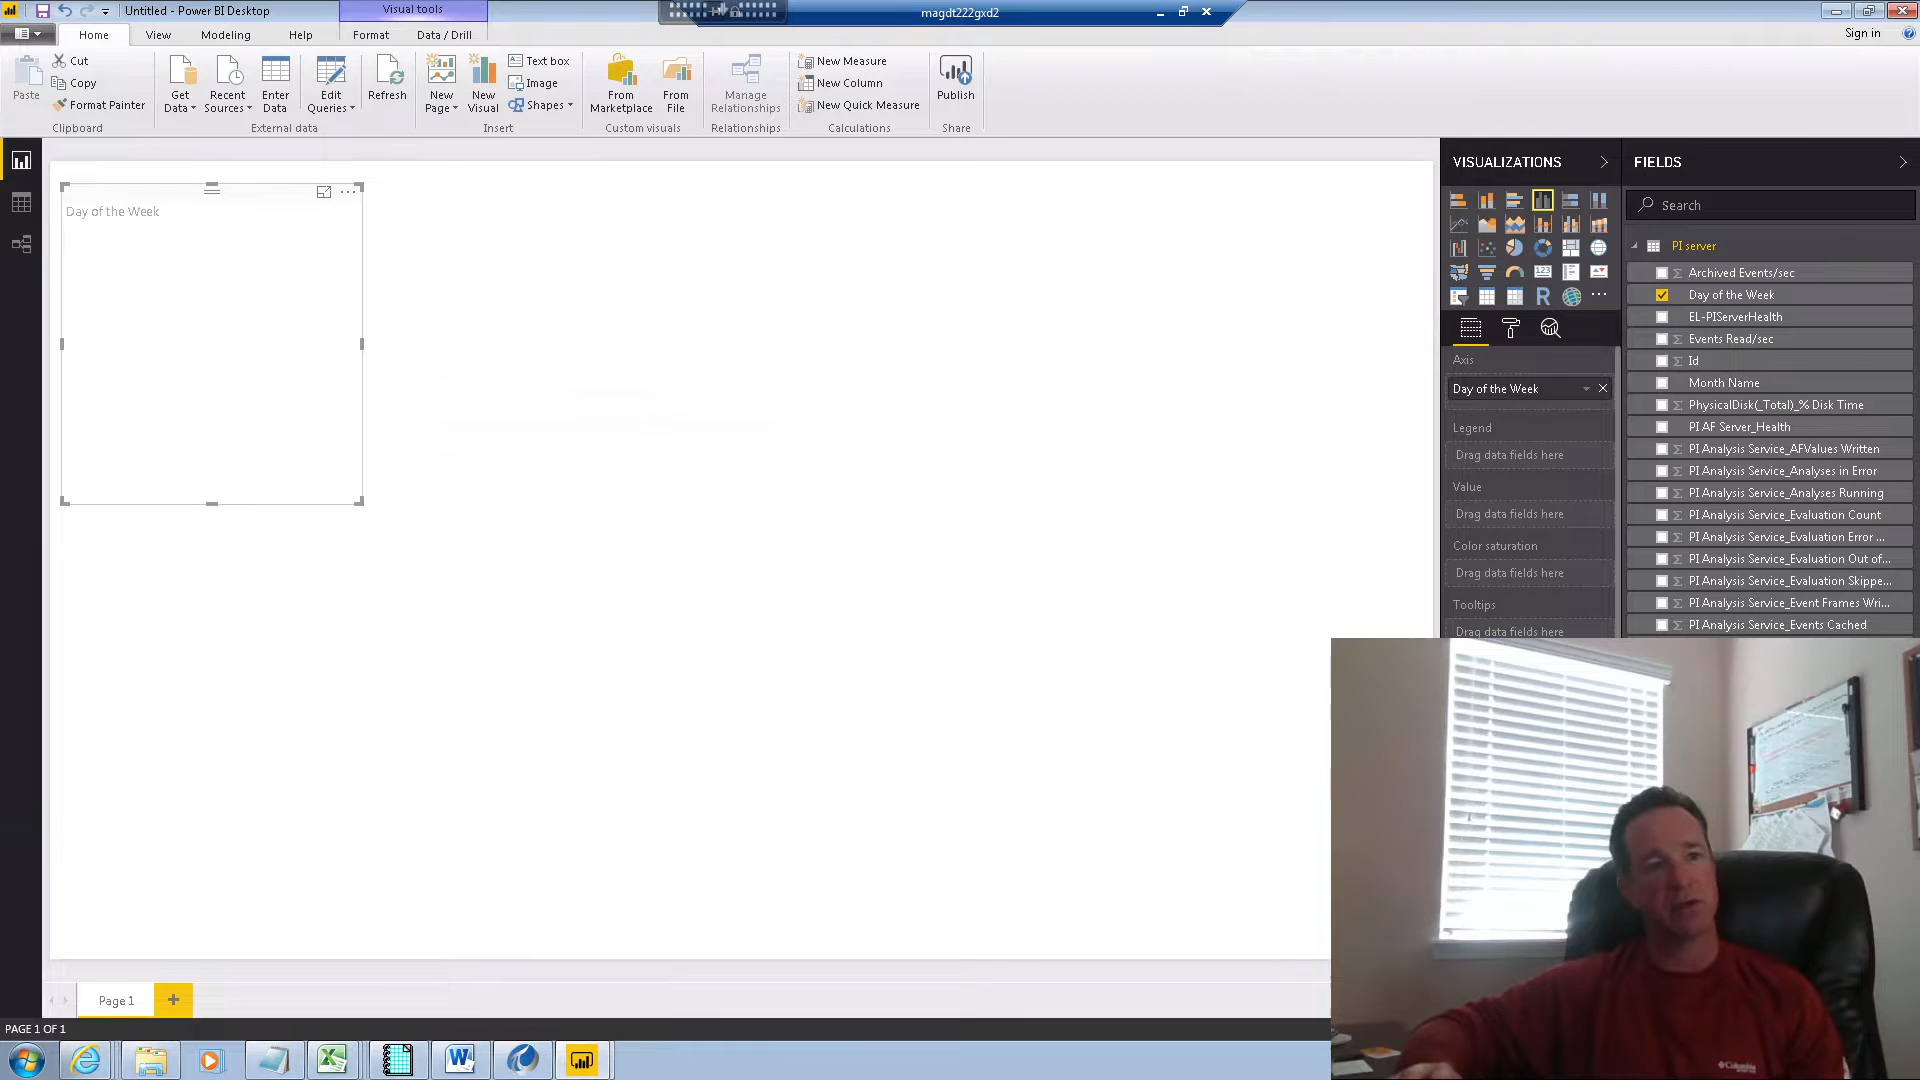 Untitled - Power BI Desktop
Visual tools
magdt222gxd2
Home
View
Modeling
Help
Format
Data / Drill
Sign in
Paste
Cut
Copy
Format Painter
Clipboard
Get Data
Recent Sources
Enter Data
Edit Queries
External data
Refresh
New Page
New Visual
Text box
Image
Shapes
Insert
From Marketplace
From File
Custom visuals
Manage Relationships
Relationships
New Measure
New Column
New Quick Measure
Calculations
Publish
Share
Day of the Week
VISUALIZATIONS
Axis
Day of the Week
Legend
Drag data fields here
Value
Drag data fields here
Color saturation
Drag data fields here
Tooltips
Drag data fields here
FIELDS
Search
PI server
Archived Events/sec
Day of the Week
EL-PIServerHealth
Events Read/sec
Id
Month Name
PhysicalDisk(_Total)_% Disk Time
PI AF Server_Health
PI Analysis Service_AFValues Written
PI Analysis Service_Analyses in Error
PI Analysis Service_Analyses Running
PI Analysis Service_Evaluation Count
PI Analysis Service_Evaluation Error ...
PI Analysis Service_Evaluation Out of...
PI Analysis Service_Evaluation Skippe...
PI Analysis Service_Event Frames Wri...
PI Analysis Service_Events Cached
Page 1
PAGE 1 OF 1
Columbia